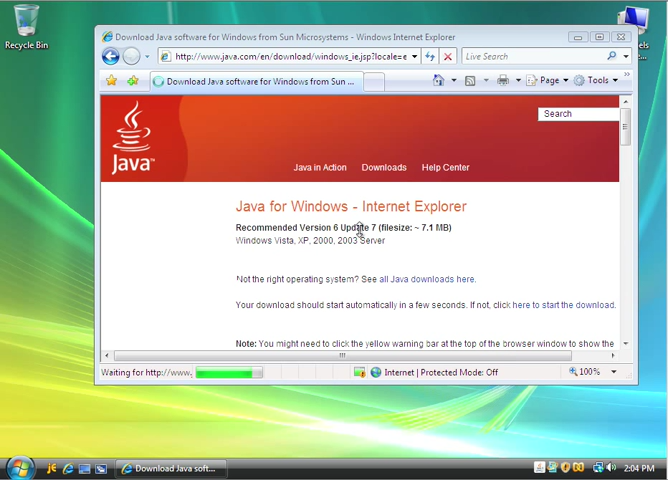 Recycle Bin
Download Java software for Windows from Sun Microsystems - Windows Internet Explorer
http://www.java.com/en/download/windows_ie.jsp?locale=e
Live Search
Download Java software for Windows from Sun ...
Page
Tools
Search
Java™
Java in Action
Downloads
Help Center
Java for Windows - Internet Explorer
Recommended Version 6 Update 7 (filesize: ~ 7.1 MB)
Windows Vista, XP, 2000, 2003 Server
Not the right operating system? See all Java downloads here.
Your download should start automatically in a few seconds. If not, click here to start the download.
Note: You might need to click the yellow warning bar at the top of the browser window to show the
Waiting for http://www.
Internet | Protected Mode: Off
100%
Download Java soft...
2:04 PM